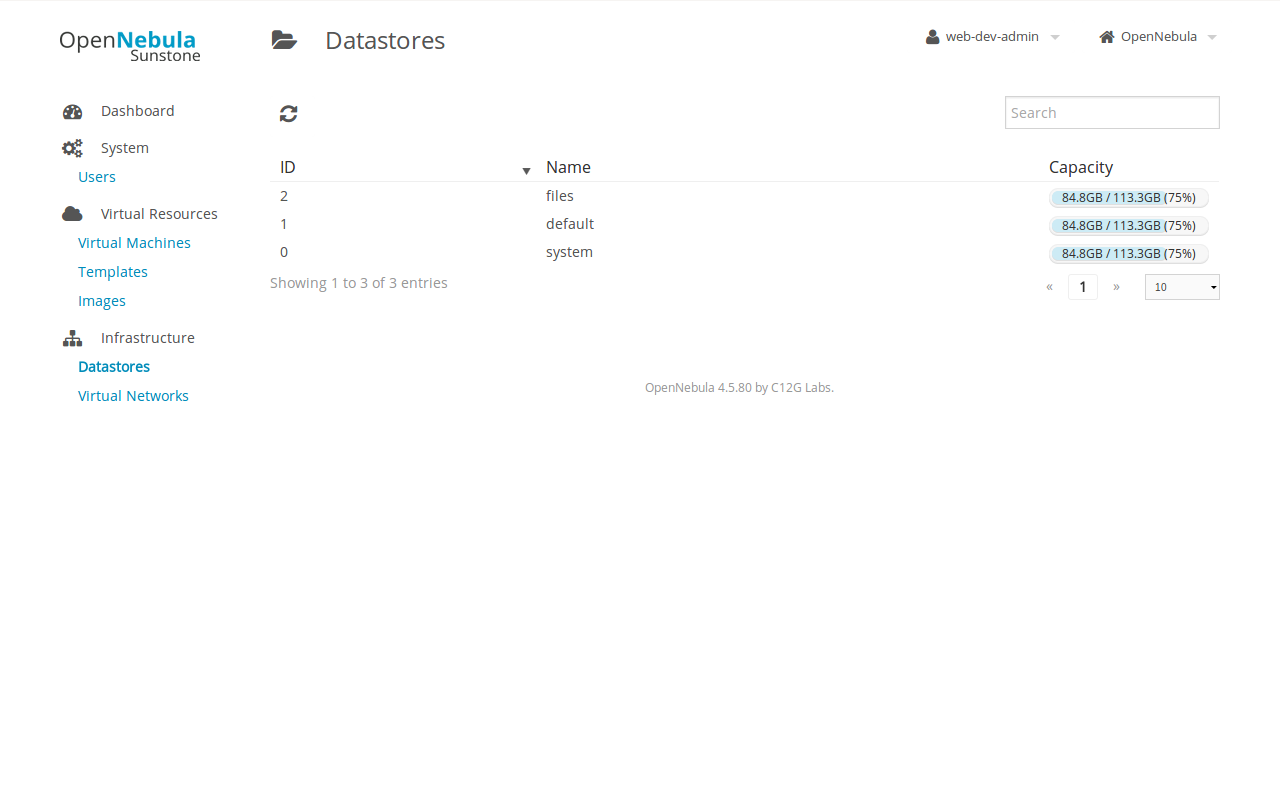 OpenNebula
Sunstone
Datastores
web-dev-admin
OpenNebula
Dashboard
System
Users
Virtual Resources
Virtual Machines
Templates
Images
Infrastructure
Datastores
Virtual Networks
Search
ID Name Capacity
2 files 84.8GB / 113.3GB (75%)
1 default 84.8GB / 113.3GB (75%)
0 system 84.8GB / 113.3GB (75%)
Showing 1 to 3 of 3 entries
« 1 » 10
OpenNebula 4.5.80 by C12G Labs.